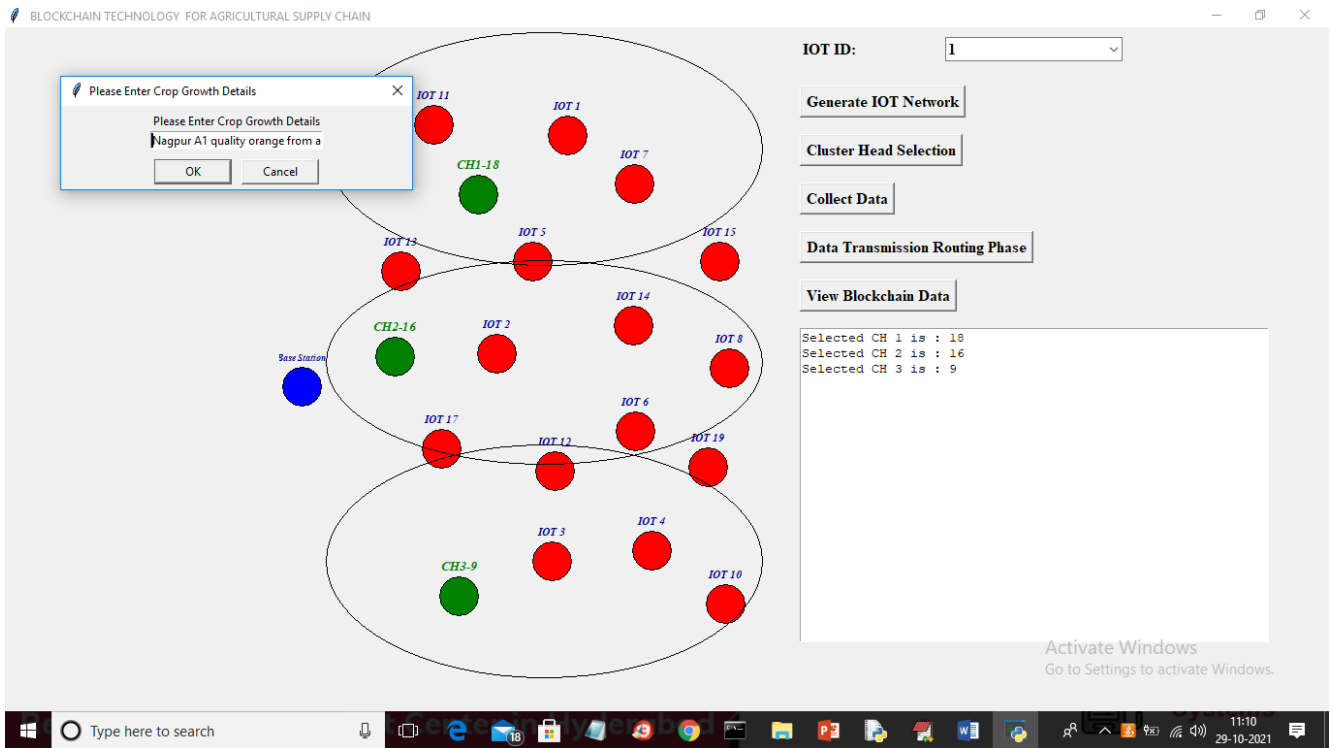 BLOCKCHAIN TECHNOLOGY FOR AGRICULTURAL SUPPLY CHAIN
Please Enter Crop Growth Details
Please Enter Crop Growth Details
Nagpur A1 quality orange from a
OK Cancel
IOT 11
IOT 1
IOT 7
CH1-18
IOT 13
IOT 5
IOT 15
IOT 14
CH2-16
IOT 2
IOT 8
Base Station
IOT 6
IOT 17
IOT 12
IOT 19
IOT 3
IOT 4
CH3-9
IOT 10
IOT ID: 1
Generate IOT Network
Cluster Head Selection
Collect Data
Data Transmission Routing Phase
View Blockchain Data
Selected CH 1 is : 18
Selected CH 2 is : 16
Selected CH 3 is : 9
Activate Windows
Go to Settings to activate Windows.
Type here to search
18
11:10
29-10-2021